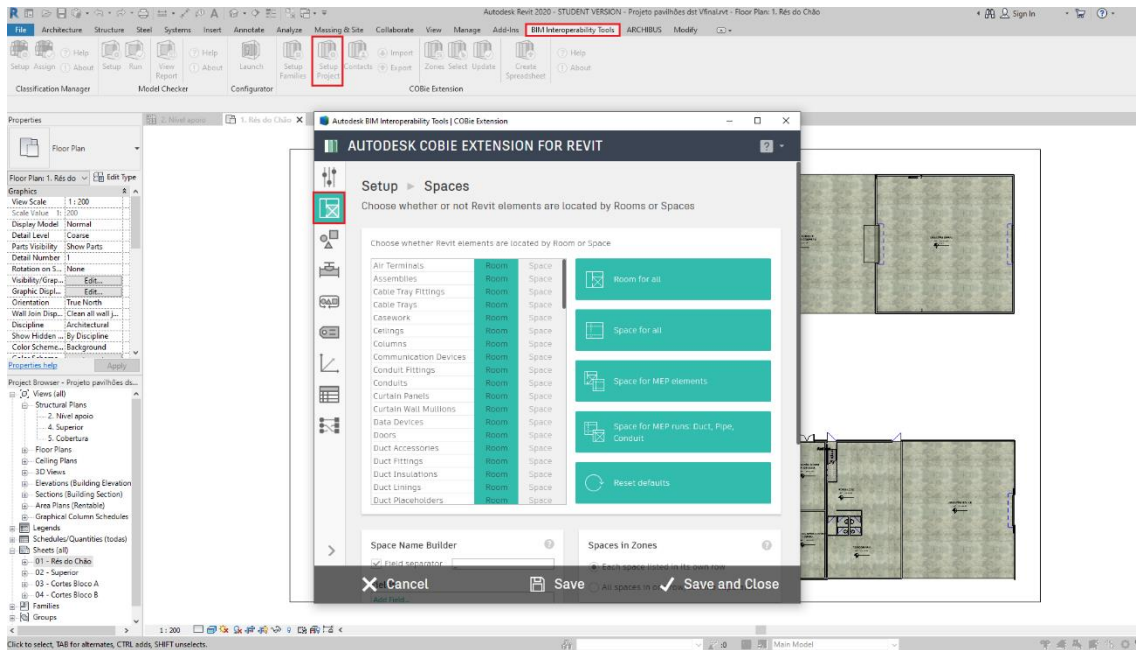 Autodesk Revit 2020 - STUDENT VERSION - Projeto pavilhões dst Vfinal.rvt - Floor Plan: 1. Rés do Chão
Sign In
File Architecture Structure Steel Systems Insert Annotate Analyze Massing & Site Collaborate View Manage Add-Ins BIM Interoperability Tools ARCHIBUS Modify
Help Help Import Help
Setup Assign About Setup Run View Report About Launch Setup Families Setup Project Contacts Export Zones Select Update Create Spreadsheet About
Classification Manager Model Checker Configurator COBie Extension
Properties
2. Nível apoio 1. Rés do Chão
Floor Plan
Floor Plan: 1. Rés do Edit Type
Graphics
View Scale 1 : 200
Scale Value 1: 200
Display Model Normal
Detail Level Coarse
Parts Visibility Show Parts
Detail Number 1
Rotation on S... None
Visibility/Grap... Edit...
Graphic Displ... Edit...
Orientation True North
Wall Join Disp... Clean all wall j...
Discipline Architectural
Show Hidden ... By Discipline
Color Scheme... Background
Properties help Apply
Project Browser - Projeto pavilhões ds...
Views (all)
Structural Plans
2. Nível apoio
4. Superior
5. Cobertura
Floor Plans
Ceiling Plans
3D Views
Elevations (Building Elevation
Sections (Building Section)
Area Plans (Rentable)
Graphical Column Schedules
Legends
Schedules/Quantities (todas)
Sheets (all)
01 - Rés do Chão
02 - Superior
03 - Cortes Bloco A
04 - Cortes Bloco B
Families
Groups
Autodesk BIM Interoperability Tools | COBie Extension
AUTODESK COBIE EXTENSION FOR REVIT
Setup Spaces
Choose whether or not Revit elements are located by Rooms or Spaces
Choose whether Revit elements are located by Room or Space
Air Terminals Room Space
Assemblies Room Space
Cable Tray Fittings Room Space
Cable Trays Room Space
Casework Room Space
Ceilings Room Space
Columns Room Space
Communication Devices Room Space
Conduit Fittings Room Space
Conduits Room Space
Curtain Panels Room Space
Curtain Wall Mullions Room Space
Data Devices Room Space
Doors Room Space
Duct Accessories Room Space
Duct Fittings Room Space
Duct Insulations Room Space
Duct Linings Room Space
Duct Placeholders Room Space
Room for all
Space for all
Space for MEP elements
Space for MEP runs: Duct, Pipe, Conduit
Reset defaults
Space Name Builder
Field separator
Add Field...
Spaces in Zones
Each space listed in its own row
Cancel Save Save and Close
1 : 200
Click to select, TAB for alternates, CTRL adds, SHIFT unselects.
:0 Main Model